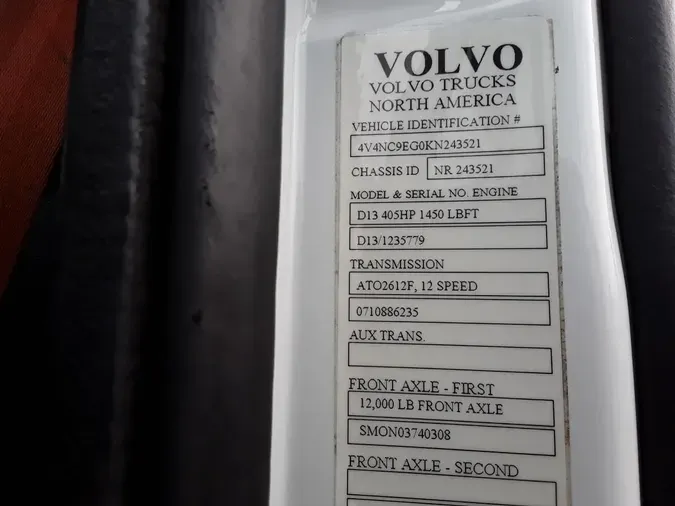 VOLVO
VOLVO TRUCKS
NORTH AMERICA
VEHICLE IDENTIFICATION #
4V4NC9EG0KN243521
CHASSIS ID NR 243521
MODEL & SERIAL NO. ENGINE
D13 405HP 1450 LBFT
D13/1235779
TRANSMISSION
ATO2612F, 12 SPEED
0710886235
AUX TRANS.
FRONT AXLE - FIRST
12,000 LB FRONT AXLE
SMON03740308
FRONT AXLE - SECOND